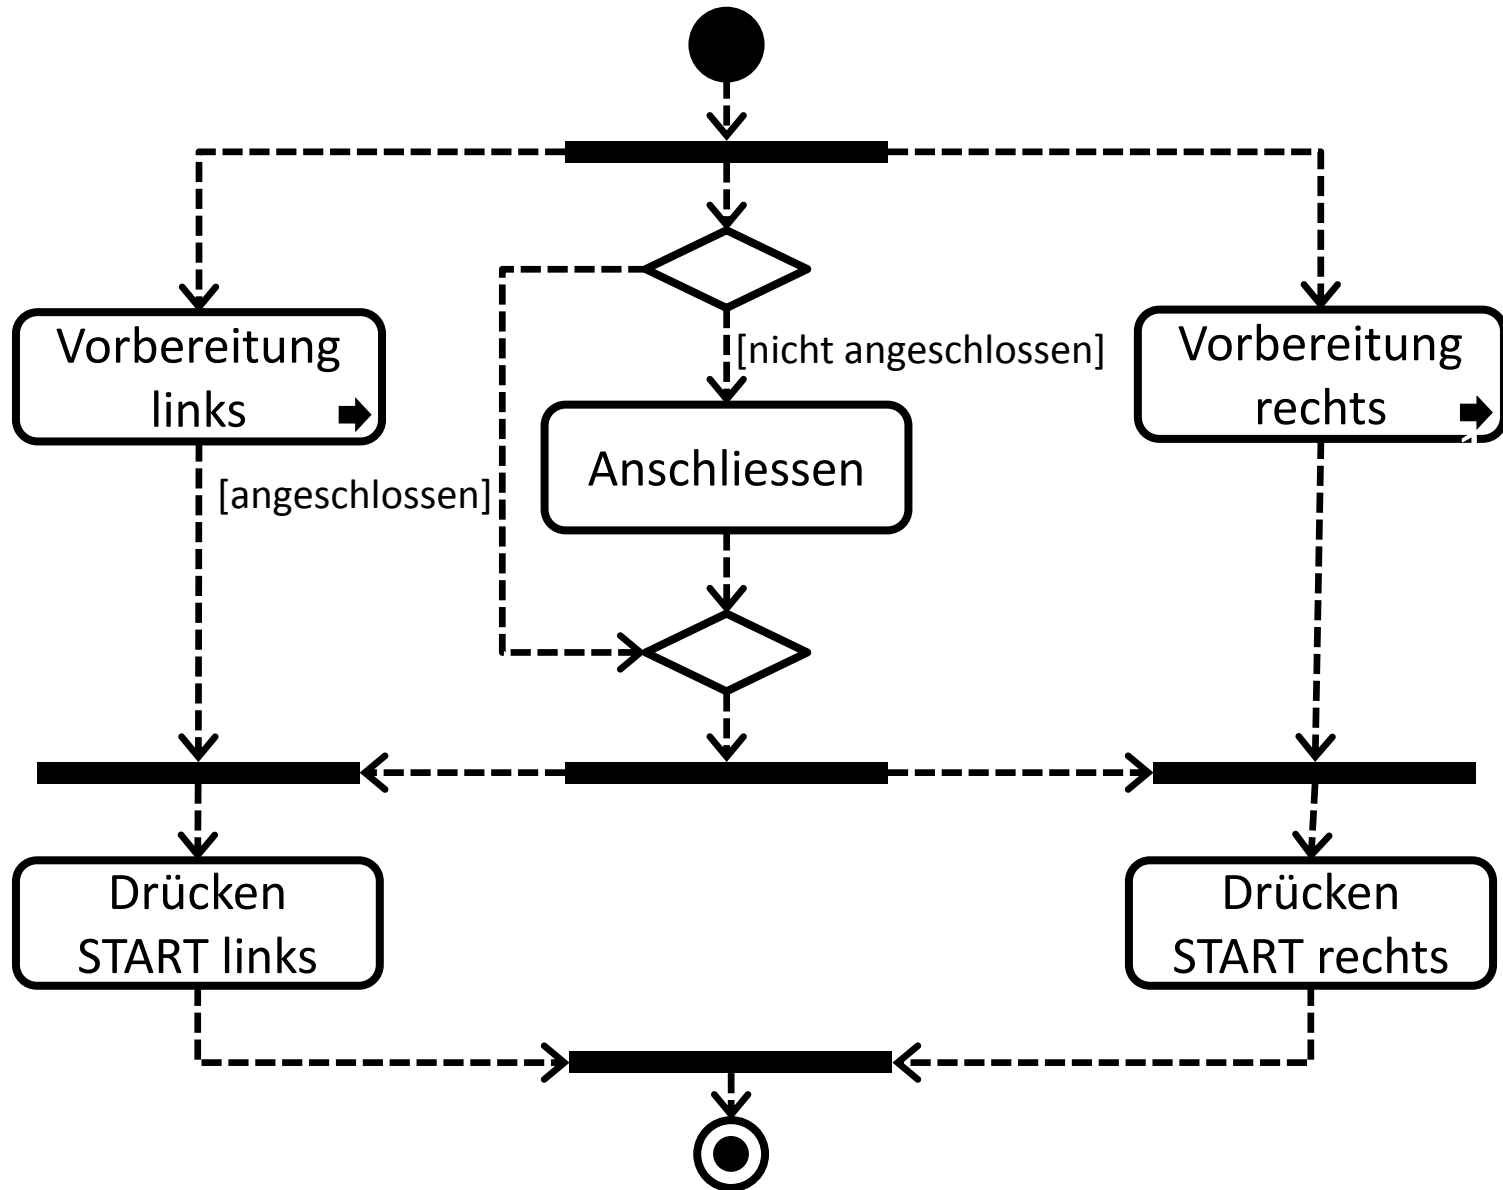 Vorbereitung
links
[nicht angeschlossen]
Vorbereitung
rechts
Anschliessen
[angeschlossen]
Drücken
START links
Drücken
START rechts